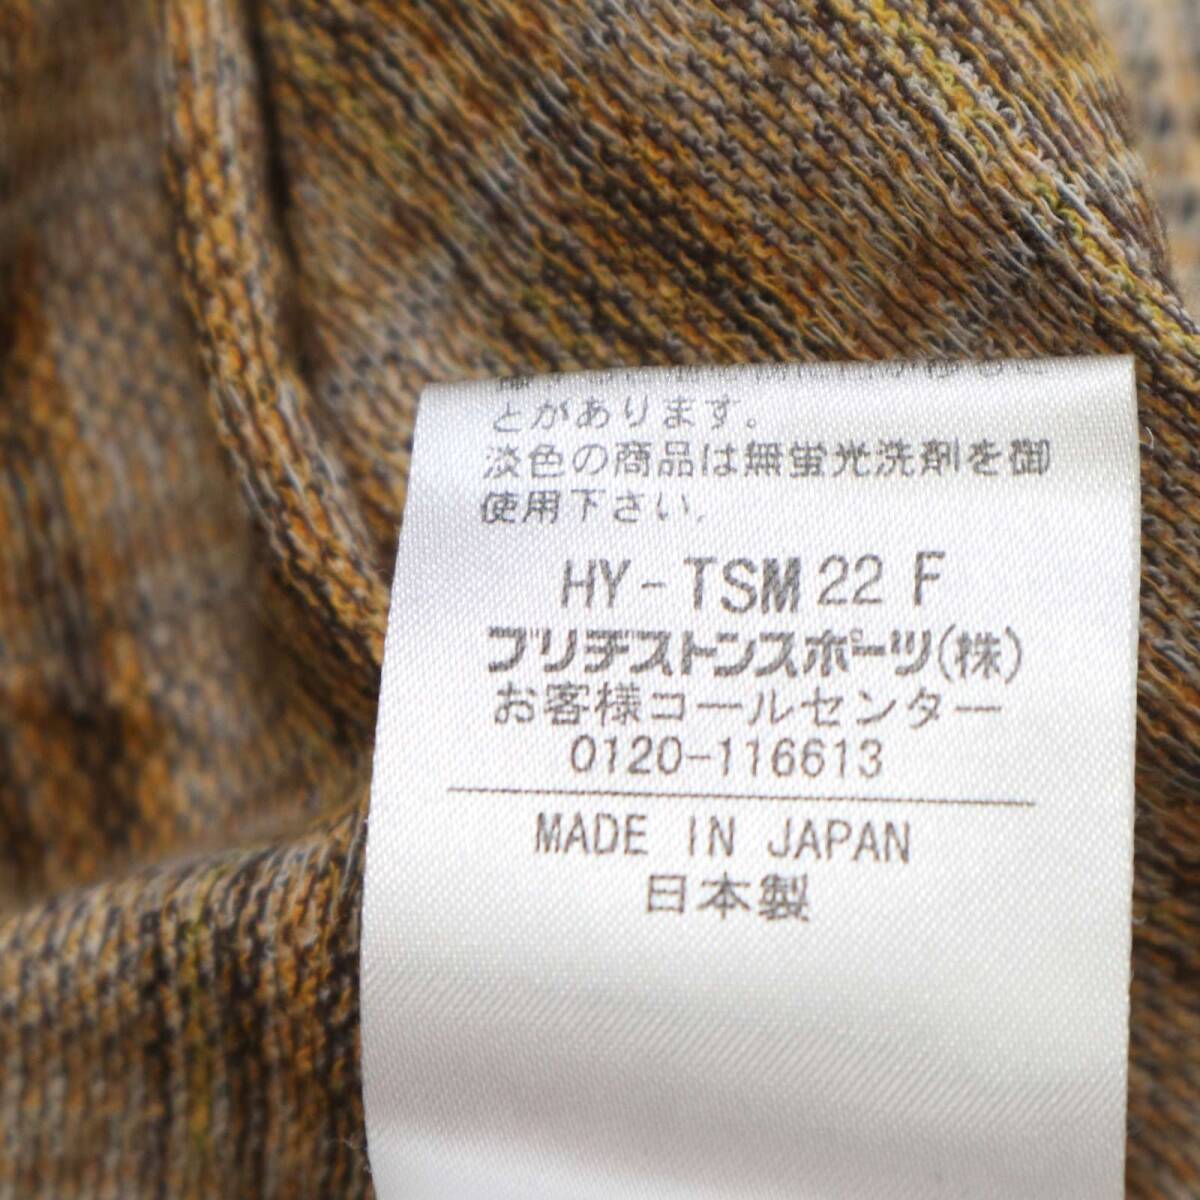 とがあります。
淡色の商品は無蛍光洗剤を御
使用下さい。
HY-TSM 22 F
ブリヂストンスポーツ(株)
お客様コールセンター
0120-116613
MADE IN JAPAN
日本製